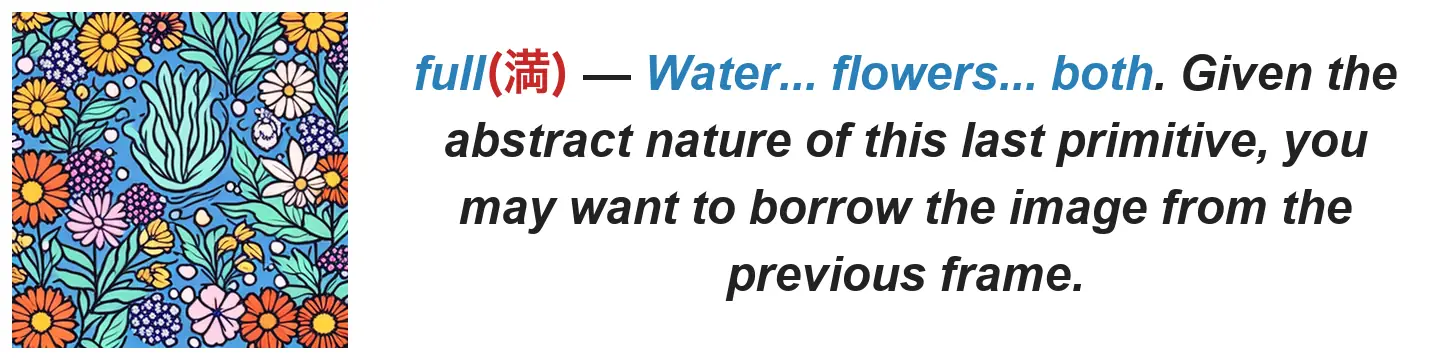 full(満) — Water... flowers... both. Given the
abstract nature of this last primitive, you
may want to borrow the image from the
previous frame.